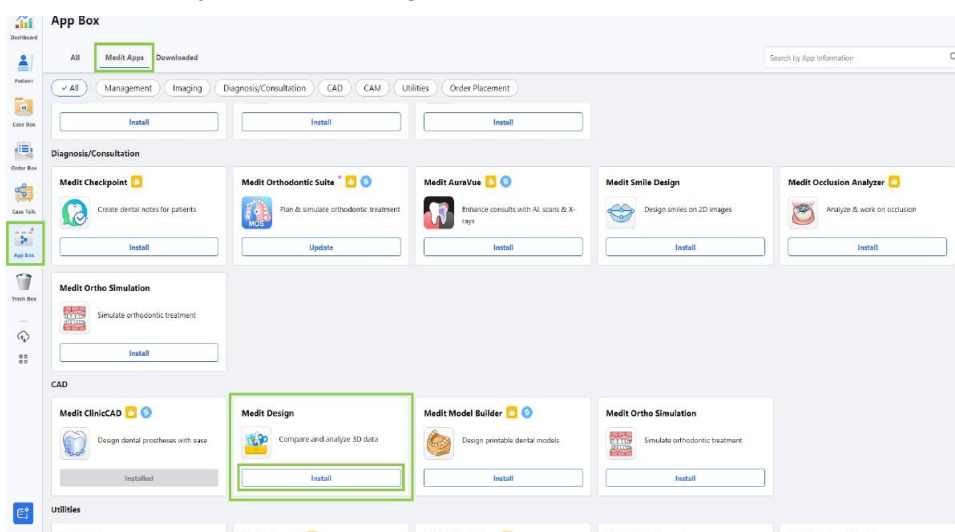 App Box
Dashboard
Patient
Case Box
Order Box
Case Talk
App Box
Trash Box
All Medit Apps Downloaded
Search by App Information
All Management Imaging Diagnosis/Consultation CAD CAM Utilities Order Placement
Install Install Install
Diagnosis/Consultation
Medit Checkpoint
Create dental notes for patients
Install
Medit Orthodontic Suite
MOS
Plan & simulate orthodontic treatment
Update
Medit AuraVue
Enhance consults with AI, scans & X-
rays
Install
Medit Smile Design
Design smiles on 2D images
Install
Medit Occlusion Analyzer
Analyze & work on occlusion
Install
Medit Ortho Simulation
Simulate orthodontic treatment
Install
CAD
Medit ClinicCAD
Design dental prostheses with ease
Installed
Medit Design
Compare and analyze 3D data
Install
Medit Model Builder
Design printable dental models
Install
Medit Ortho Simulation
Simulate orthodontic treatment
Install
Utilities